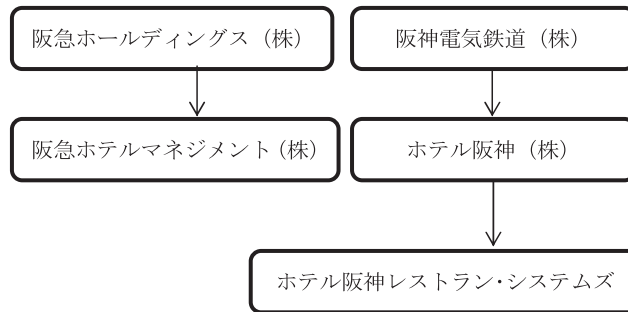 阪急ホールディングス（株）
阪神電気鉄道（株）
阪急ホテルマネジメント（株）
ホテル阪神（株）
ホテル阪神レストラン・システムズ